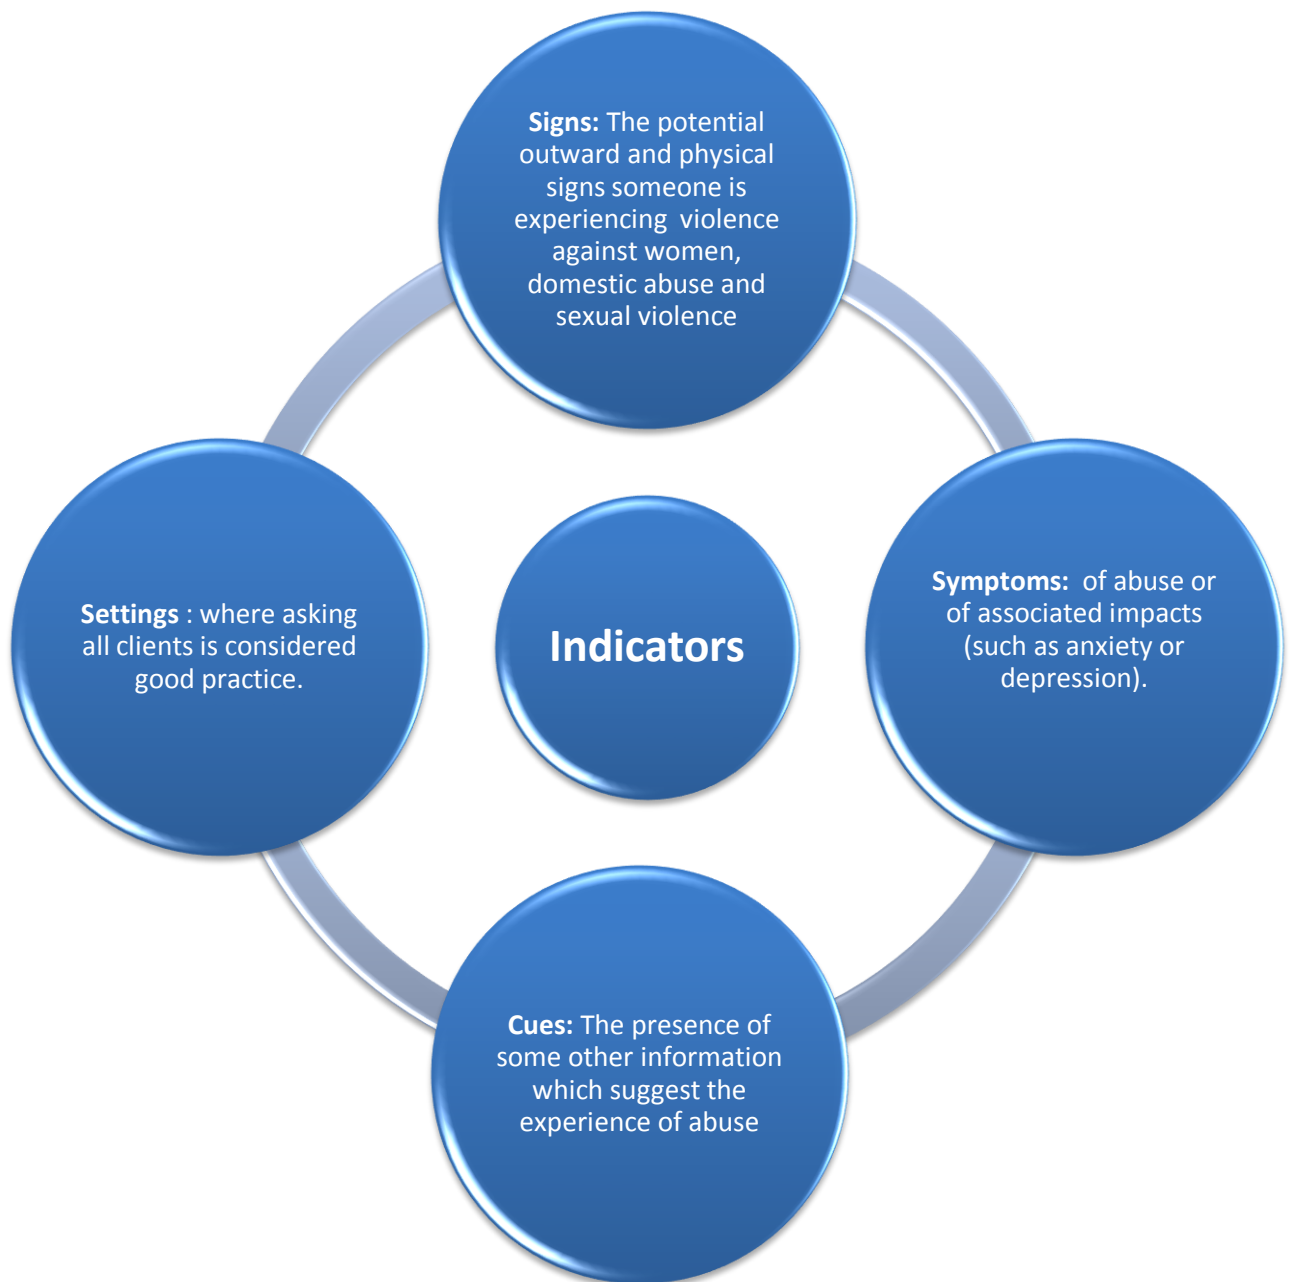 Signs: The potential
outward and physical
signs someone is
experiencing violence
against women,
domestic abuse and
sexual violence
Settings : where asking
all clients is considered
good practice.
Indicators
Symptoms: of abuse or
of associated impacts
(such as anxiety or
depression).
Cues: The presence of
some other information
which suggest the
experience of abuse